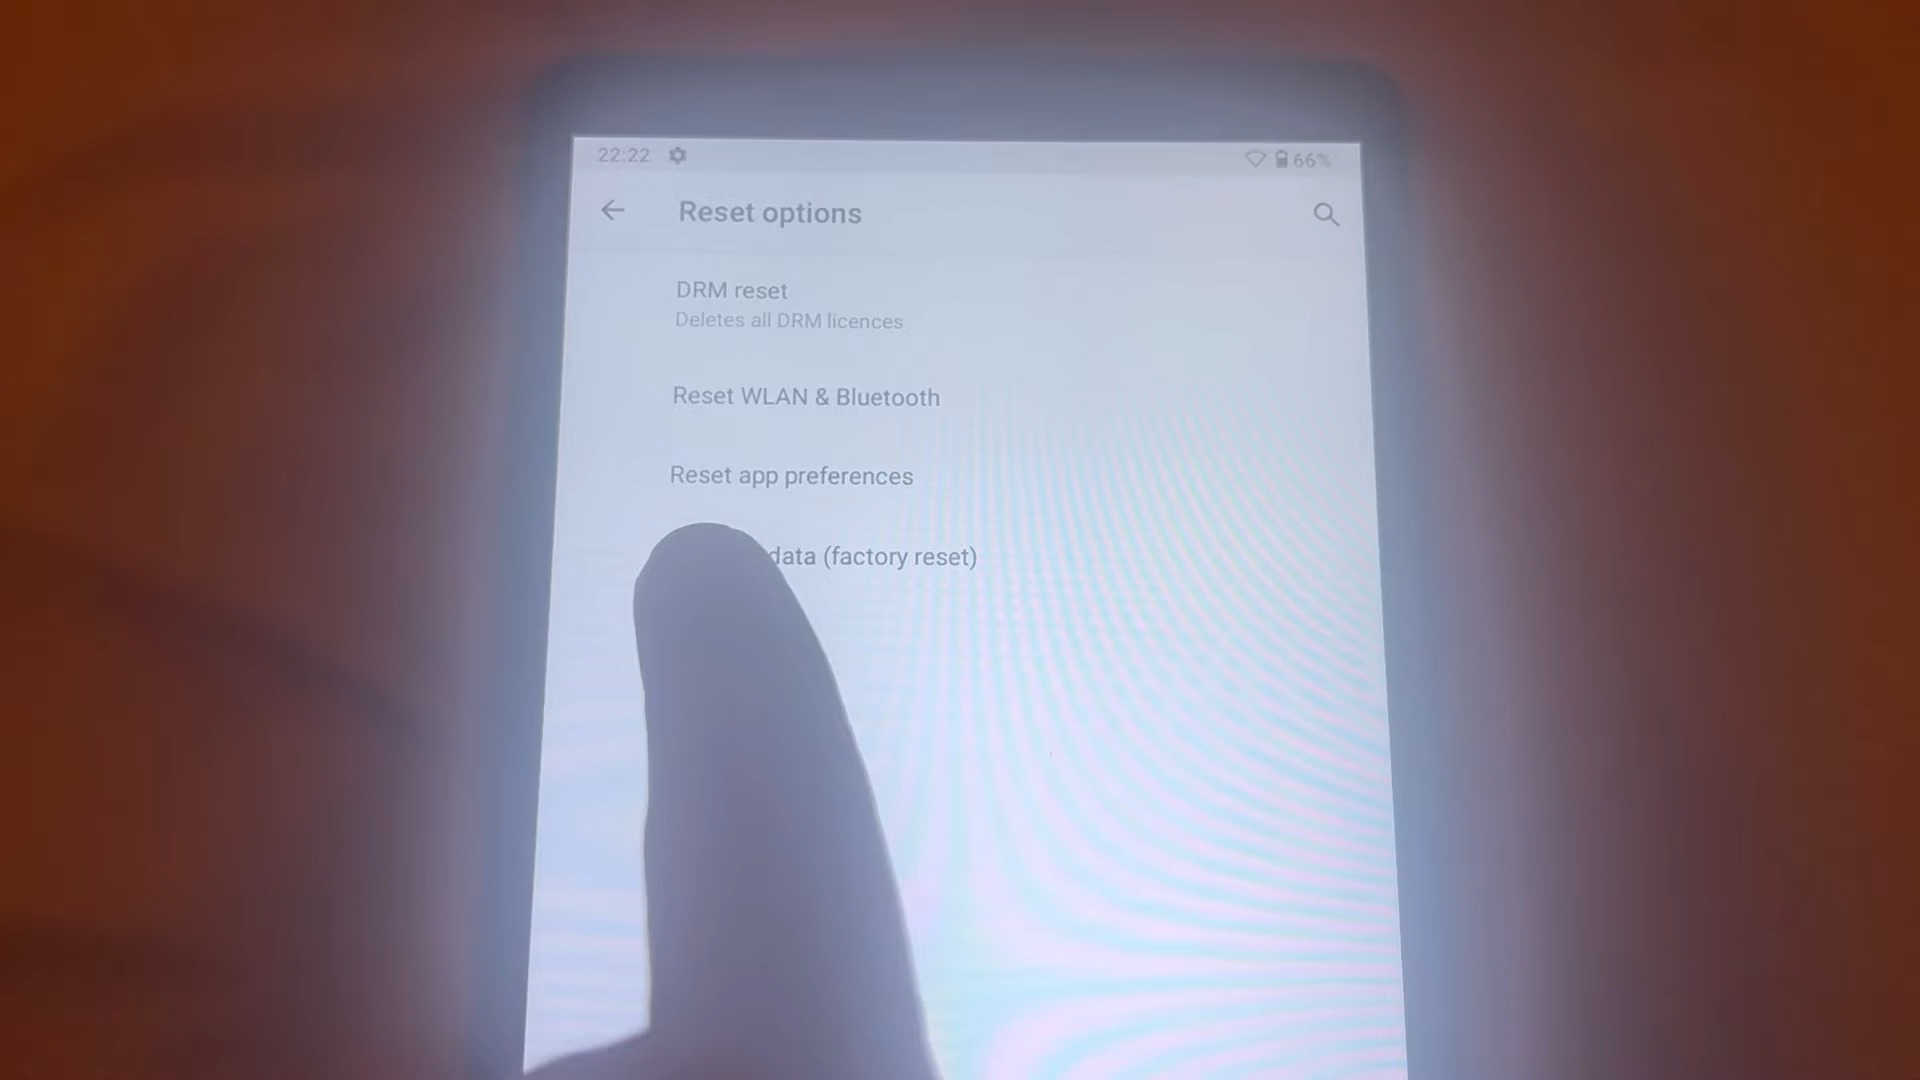 22:22 66%
Reset options
DRM reset
Deletes all DRM licences
Reset WLAN & Bluetooth
Reset app preferences
data (factory reset)